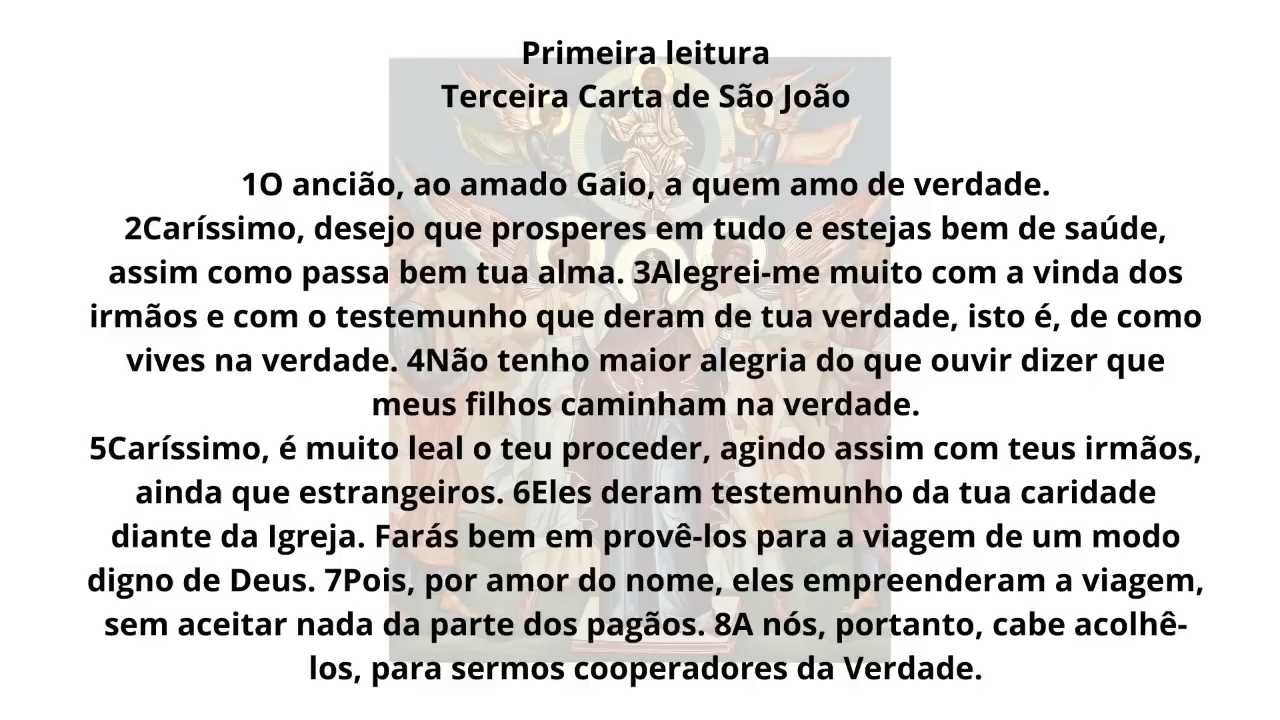 Primeira leitura
Terceira Carta de São João
1O ancião, ao amado Gaio, a quem amo de verdade.
2Caríssimo, desejo que prosperes em tudo e estejas bem de saúde,
assim como passa bem tua alma. 3Alegrei-me muito com a vinda dos
irmãos e com o testemunho que deram de tua verdade, isto é, de como
vives na verdade. 4Não tenho maior alegria do que ouvir dizer que
meus filhos caminham na verdade.
5Caríssimo, é muito leal o teu proceder, agindo assim com teus irmãos,
ainda que estrangeiros. 6Eles deram testemunho da tua caridade
diante da Igreja. Farás bem em provê-los para a viagem de um modo
digno de Deus. 7Pois, por amor do nome, eles empreenderam a viagem,
sem aceitar nada da parte dos pagãos. 8A nós, portanto, cabe acolhê-
los, para sermos cooperadores da Verdade.